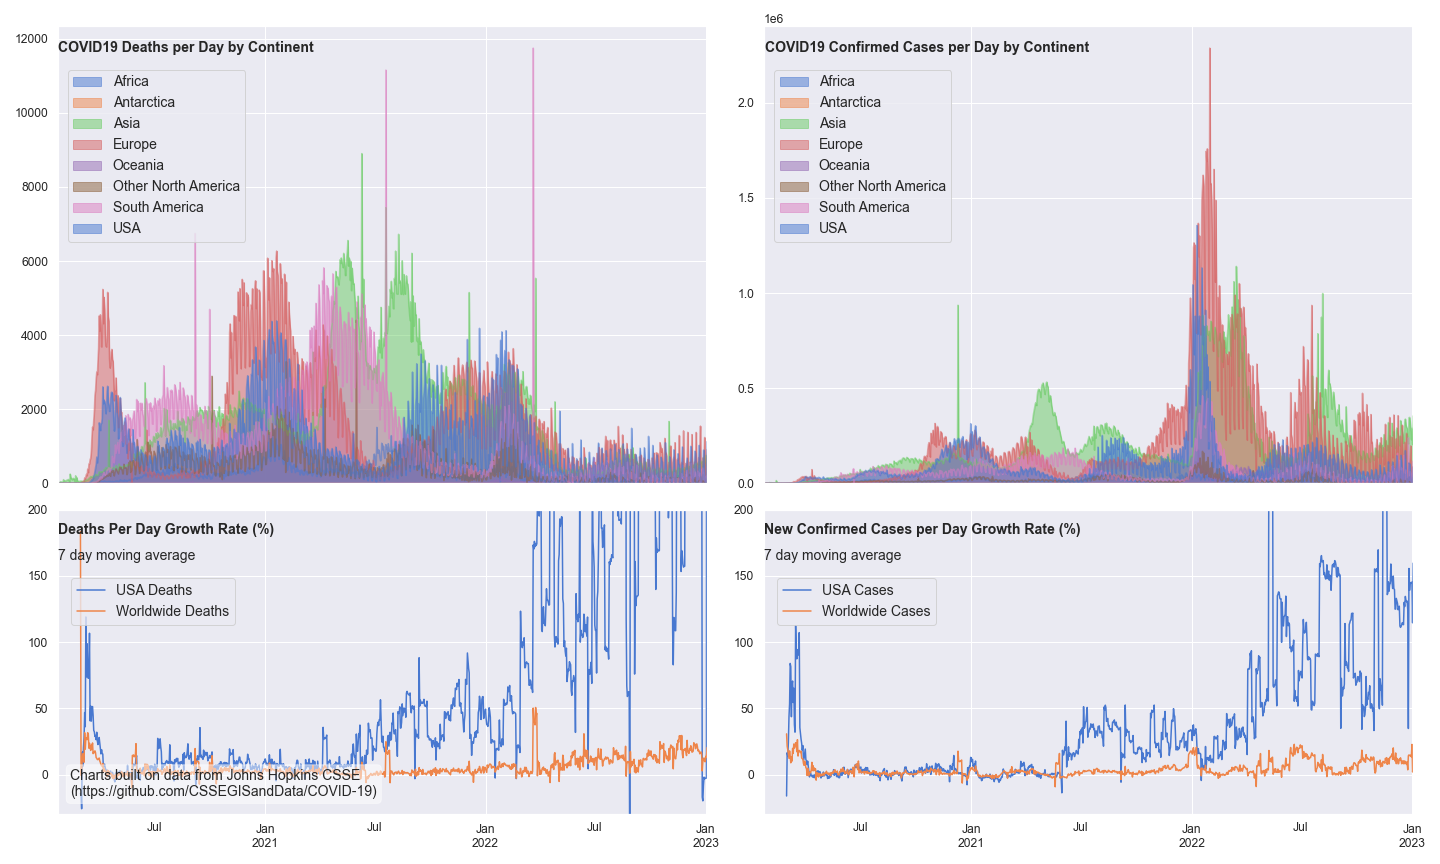 COVID19 Deaths per Day by Continent
12000
10000
8000
6000
4000
2000
0
Africa
Antarctica
Asia
Europe
Oceania
Other North America
South America
USA
1e6
COVID19 Confirmed Cases per Day by Continent
2.0
1.5
1.0
0.5
0.0
Africa
Antarctica
Asia
Europe
Oceania
Other North America
South America
USA
Deaths Per Day Growth Rate (%)
7 day moving average
200
150
100
50
0
USA Deaths
Worldwide Deaths
Charts built on data from Johns Hopkins CSSE
(https://github.com/CSSEGISandData/COVID-19)
Jul Jan Jul Jan Jul Jan
2021 2022 2023
New Confirmed Cases per Day Growth Rate (%)
7 day moving average
200
150
100
50
0
USA Cases
Worldwide Cases
Jul Jan Jul Jan Jul Jan
2021 2022 2023